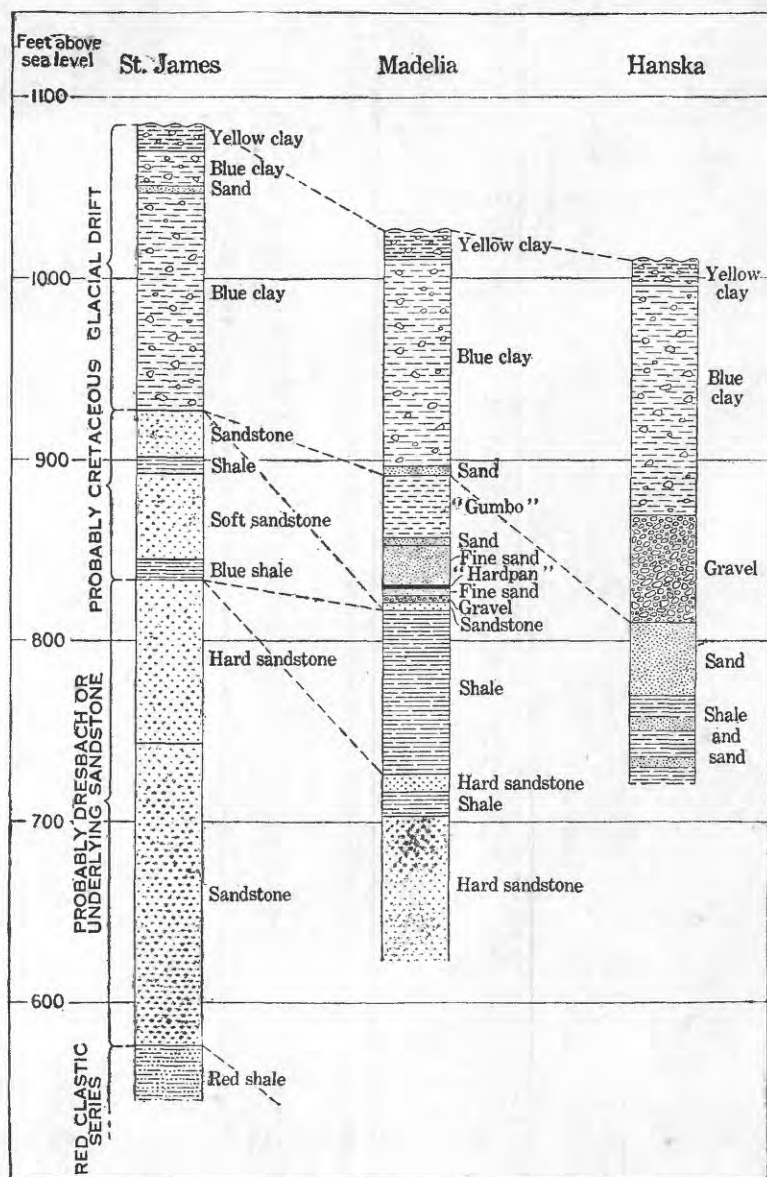 Feet above
sea level
St. James
Madelia
Hanska
1100
1000
900
800
700
600
GLACIAL DRIFT
PROBABLY CRETACEOUS
PROBABLY DRESBACH OR
UNDERLYING SANDSTONE
RED CLASTIC
SERIES
Yellow clay
Blue clay
Sand
Blue clay
Sandstone
Shale
Soft sandstone
Blue shale
Hard sandstone
Sandstone
Red shale
Yellow clay
Blue clay
Sand
"Gumbo"
Sand
Fine sand
"Hardpan"
Fine sand
Gravel
Sandstone
Shale
Hard sandstone
Shale
Hard sandstone
Yellow
clay
Blue
clay
Gravel
Sand
Shale
and
sand